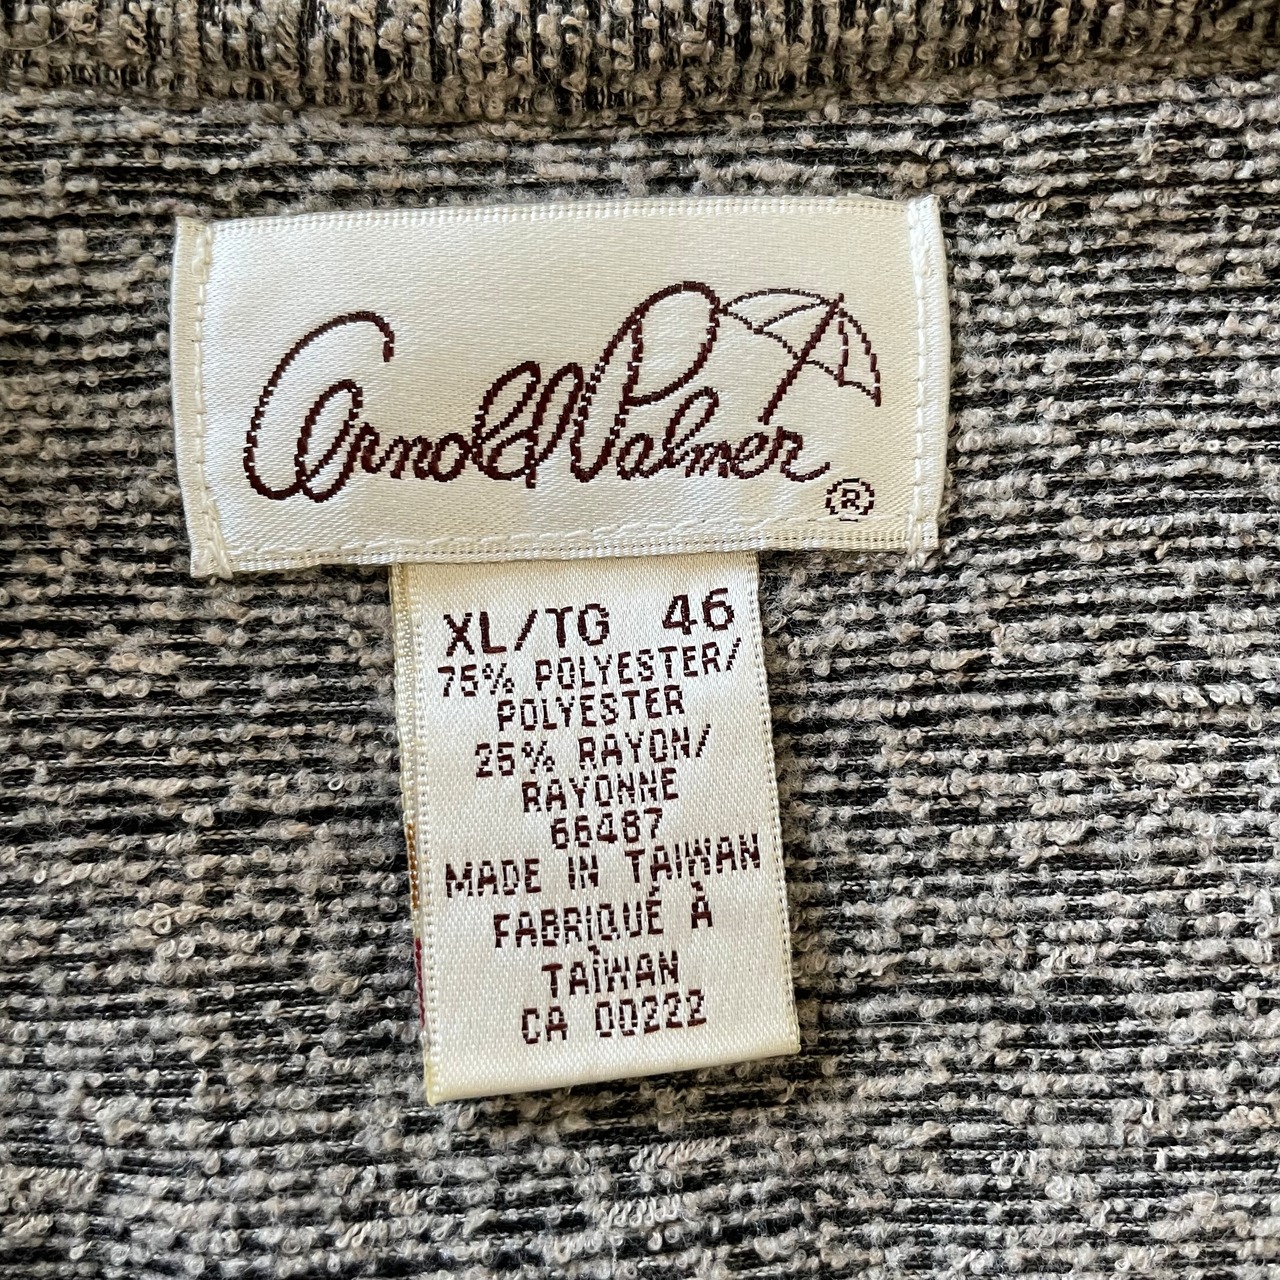 Arnold Palmer
®
XL/TG 46
75% POLYESTER/
POLYESTER
25% RAYON/
RAYONNE
66487
MADE IN TAIWAN
FABRIQUÉ À
TAÏWAN
CA 00222